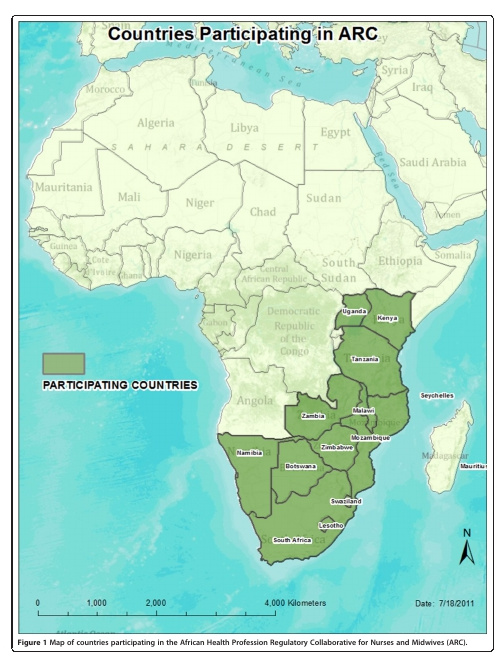 Countries Participating in ARC
Mediterranean Sea
Syria
Tunisia
Morocco
Iraq
Algeria
Libya
Egypt
SAHARA DESERT
Red Sea
Saudi Arabia
Mauritania
Mali
Niger
Chad
Sudan
Yemen
Guinea
Cote
d'Ivoire
Ghana
Nigeria
Central
African Republic
South
Sudan
Ethiopia
Somalia
Uganda
Kenya
Gabon
Democratic
Republic
of the
Congo
Tanzania
PARTICIPATING COUNTRIES
Angola
Seychelles
Malawi
Zambia
Mozambique
Zimbabwe
Namibia
Botswana
Madagascar
Mauritius
Swaziland
Lesotho
South Africa
N
0 1,000 2,000 4,000 Kilometers
Date: 7/18/2011
Figure 1 Map of countries participating in the African Health Profession Regulatory Collaborative for Nurses and Midwives (ARC).